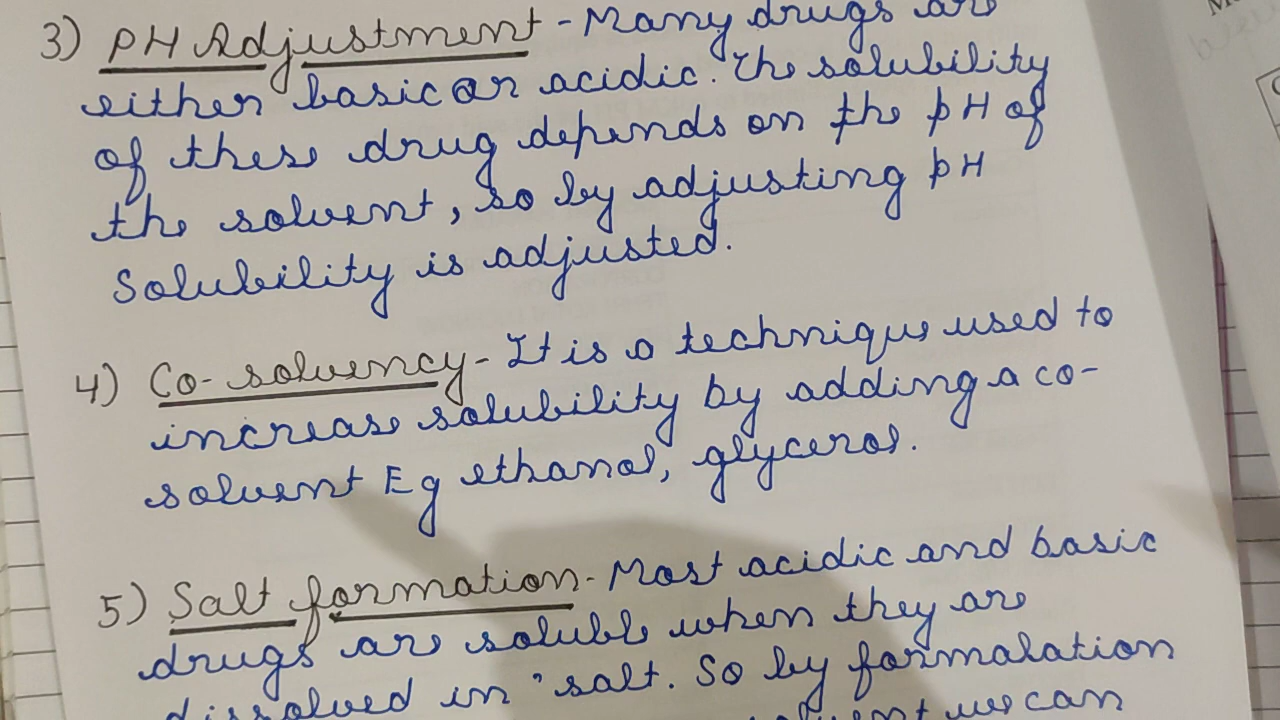 3) pH Adjustment - Many drugs are
either basic or acidic. The solubility
of these drug depends on the pH of
the solvent, so by adjusting pH
Solubility is adjusted.
4) Co-solvency - It is a technique used to
increase solubility by adding a co-
solvent Eg ethanol, glycerol.
5) Salt formation - Most acidic and basic
drugs are soluble when they are
dissolved in salt. So by formalation
we can